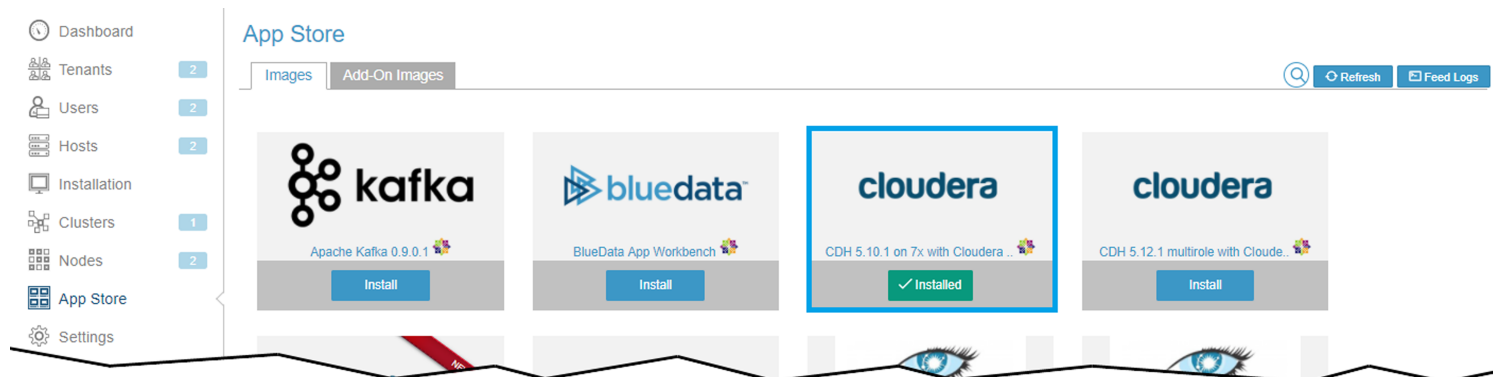 Dashboard
Tenants 2
Users 2
Hosts 2
Installation
Clusters 1
Nodes 2
App Store
Settings
App Store
Images Add-On Images
Refresh Feed Logs
kafka
Apache Kafka 0.9.0.1
Install
bluedata™
BlueData App Workbench
Install
cloudera
CDH 5.10.1 on 7x with Cloudera ..
Installed
cloudera
CDH 5.12.1 multirole with Cloude..
Install